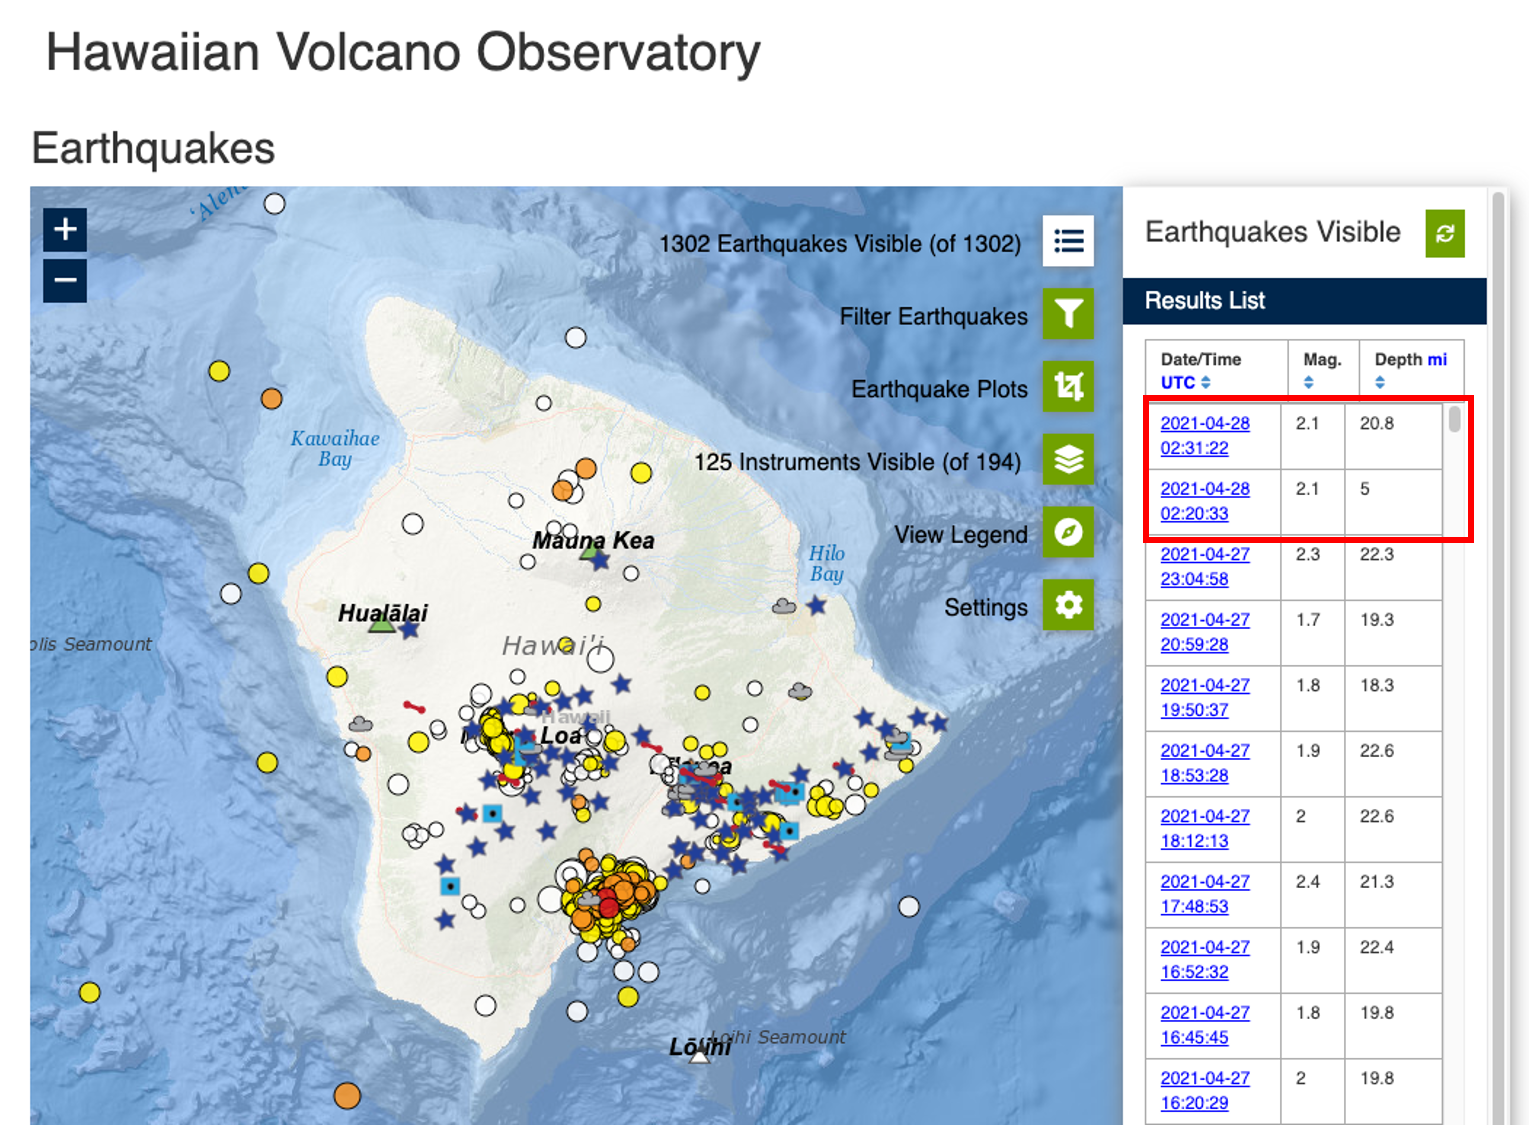 Hawaiian Volcano Observatory
Earthquakes
1302 Earthquakes Visible (of 1302)
Filter Earthquakes
Earthquake Plots
125 Instruments Visible (of 194)
View Legend
Settings
Kawaihae
Bay
Mauna Kea
Hilo
Bay
Hualālai
Hawai'i
Seamount
Hawaii
Loa
Lō'ihi
Loihi Seamount
Earthquakes Visible
Results List
Date/Time UTC Mag. Depth mi
2021-04-28 02:31:22 2.1 20.8
2021-04-28 02:20:33 2.1 5
2021-04-27 23:04:58 2.3 22.3
2021-04-27 20:59:28 1.7 19.3
2021-04-27 19:50:37 1.8 18.3
2021-04-27 18:53:28 1.9 22.6
2021-04-27 18:12:13 2 22.6
2021-04-27 17:48:53 2.4 21.3
2021-04-27 16:52:32 1.9 22.4
2021-04-27 16:45:45 1.8 19.8
2021-04-27 16:20:29 2 19.8